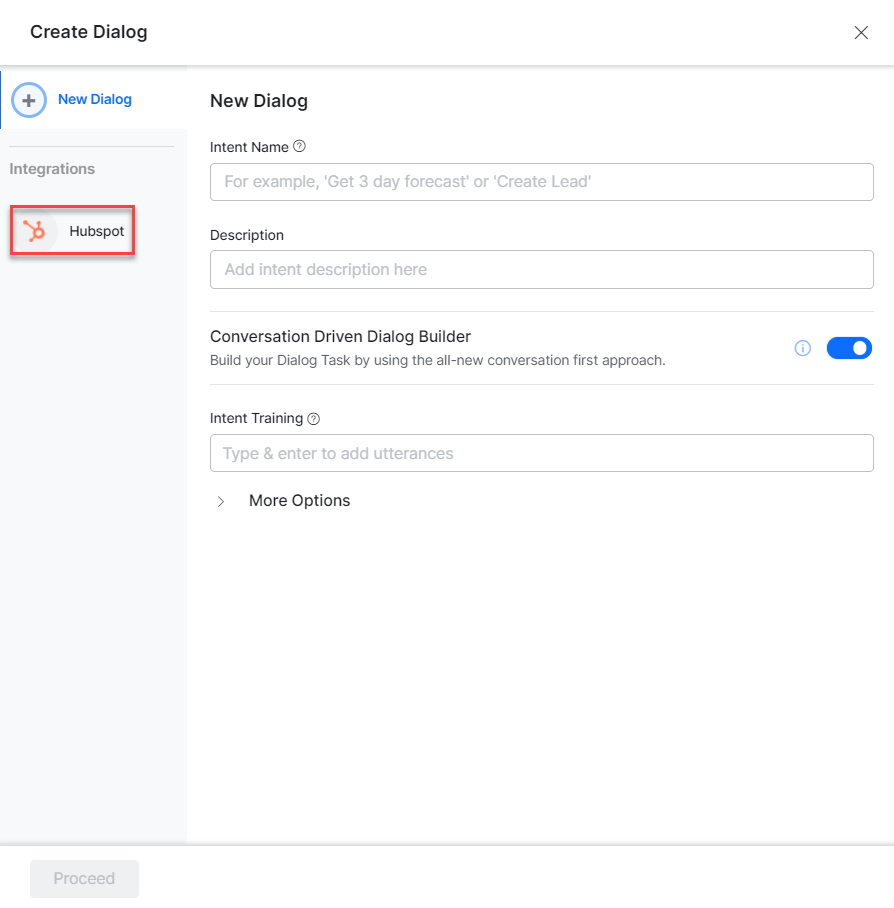 Create Dialog
New Dialog
Integrations
Hubspot
New Dialog
Intent Name
For example, 'Get 3 day forecast' or 'Create Lead'
Description
Add intent description here
Conversation Driven Dialog Builder
Build your Dialog Task by using the all-new conversation first approach.
Intent Training
Type & enter to add utterances
More Options
Proceed